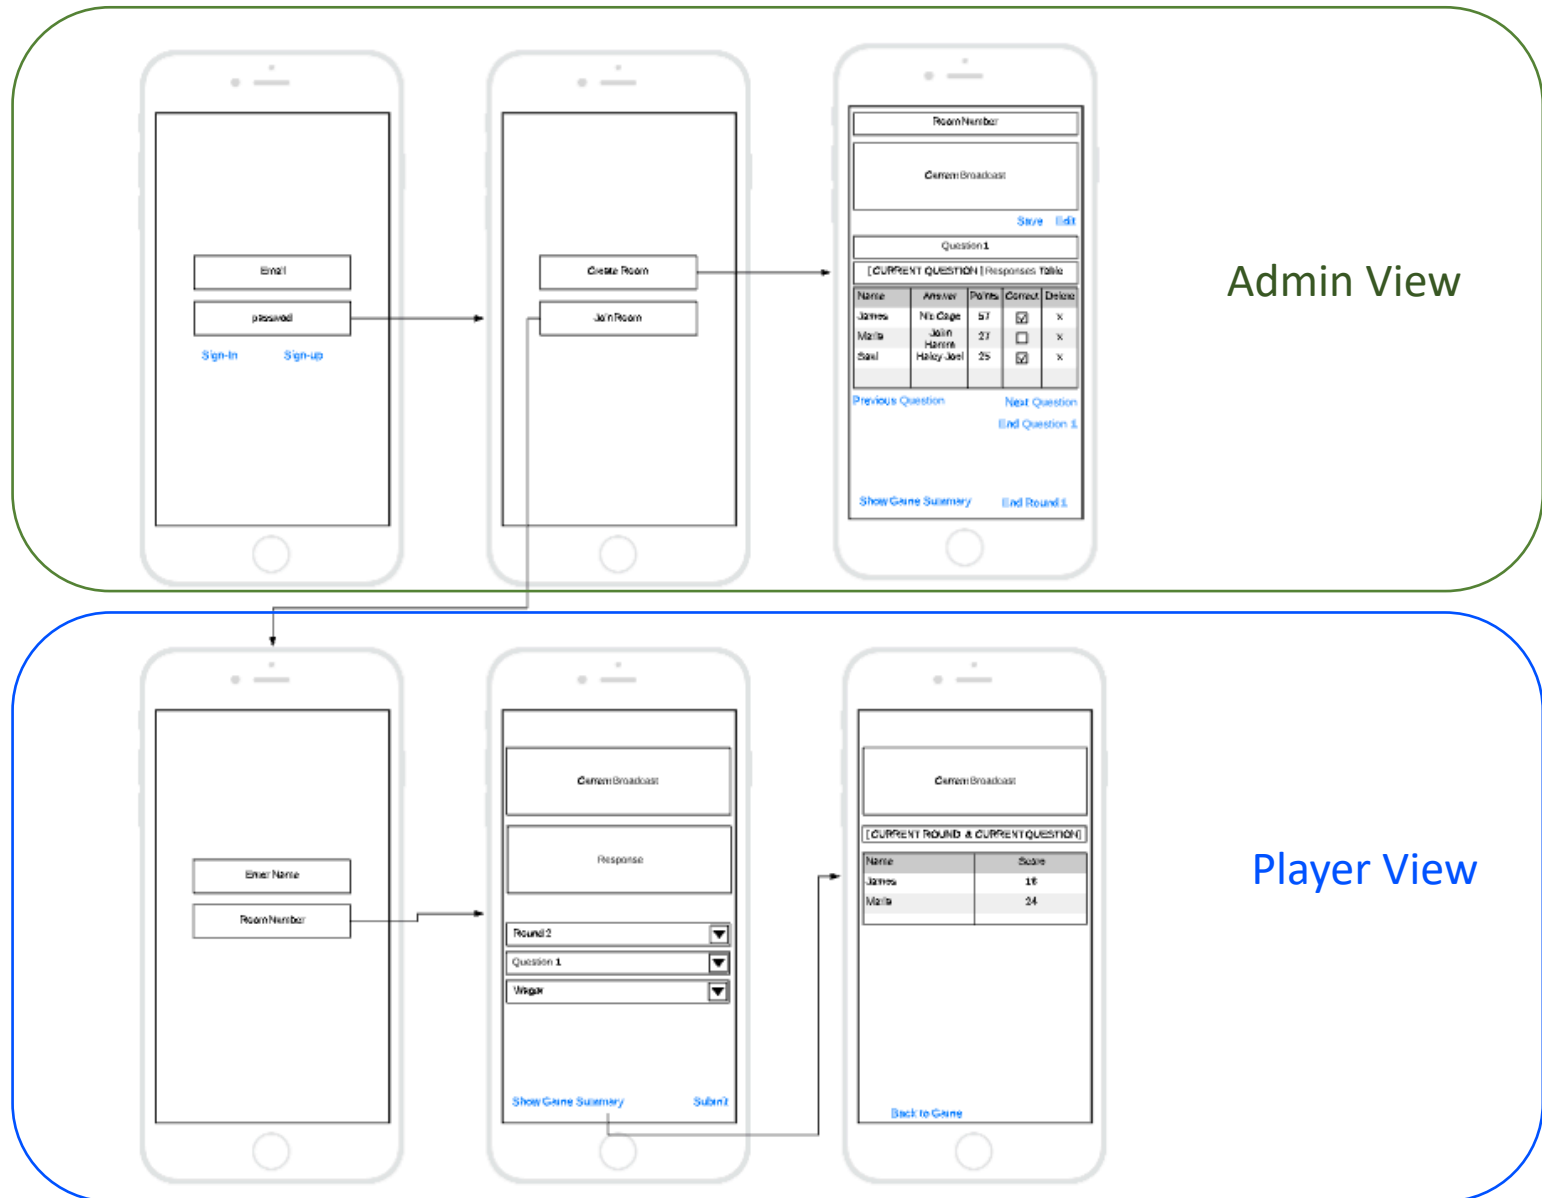 Email
password
Sign-In Sign-up
Create Room
Join Room
Room Number
Current Broadcast
Save Edit
Question 1
[ CURRENT QUESTION ] Responses Table
Name Answer Points Correct Delete
James Nic Cage 57 x
Maria John Hamm 27 x
Saul Haley Joel 25 x
Previous Question Next Question
End Question 1
Show Game Summary End Round 1
Admin View
Enter Name
Room Number
Current Broadcast
Response
Round 2
Question 1
Wager
Show Game Summary Submit
Current Broadcast
[ CURRENT ROUND & CURRENT QUESTION]
Name Score
James 16
Maria 24
Back to Game
Player View